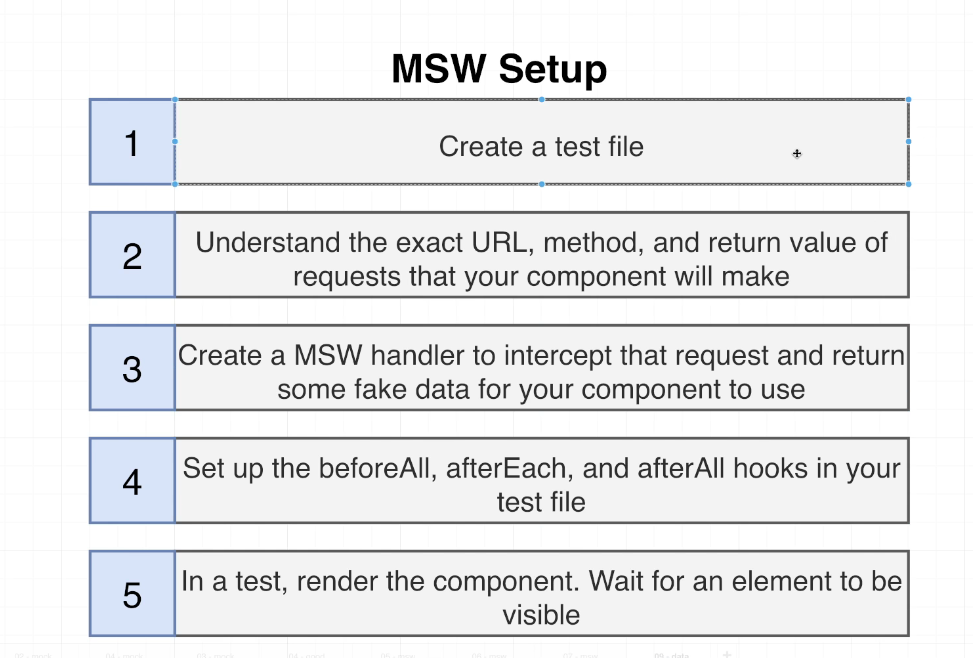 MSW Setup
1
Create a test file
2
Understand the exact URL, method, and return value of
requests that your component will make
3
Create a MSW handler to intercept that request and return
some fake data for your component to use
4
Set up the beforeAll, afterEach, and afterAll hooks in your
test file
5
In a test, render the component. Wait for an element to be
visible